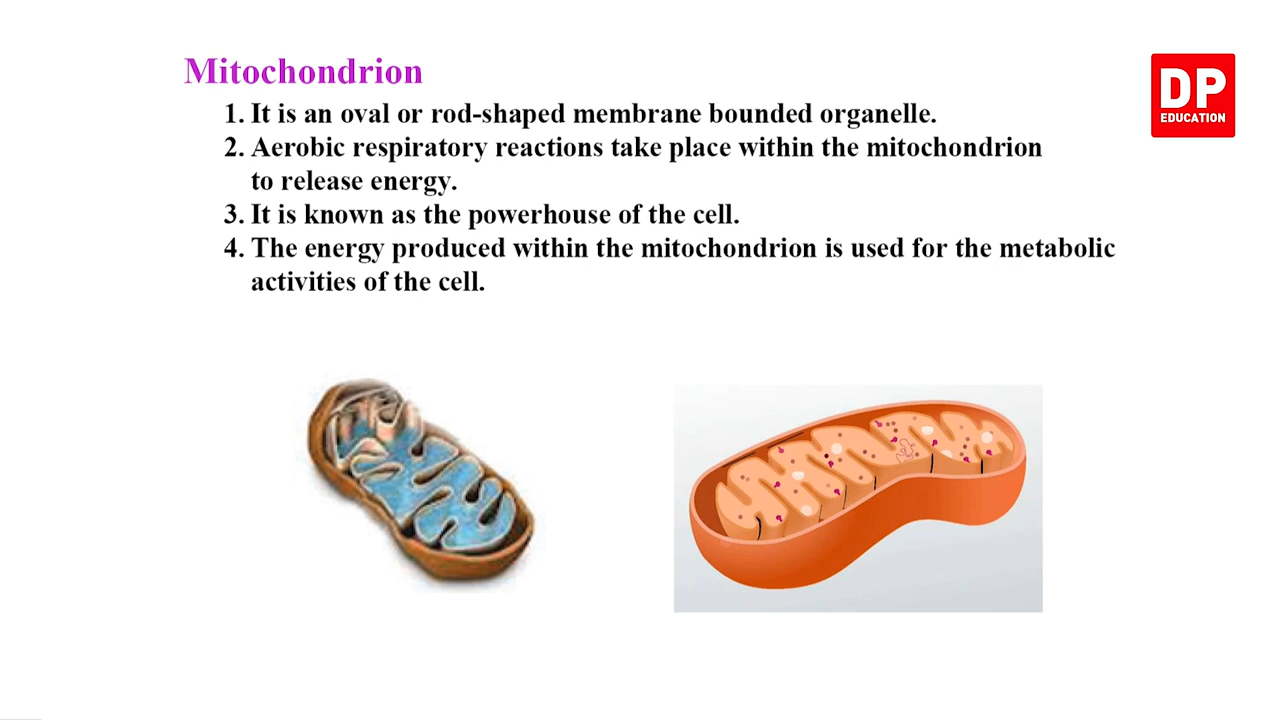 Mitochondrion
1. It is an oval or rod-shaped membrane bounded organelle.
2. Aerobic respiratory reactions take place within the mitochondrion
to release energy.
3. It is known as the powerhouse of the cell.
4. The energy produced within the mitochondrion is used for the metabolic
activities of the cell.
DP
EDUCATION